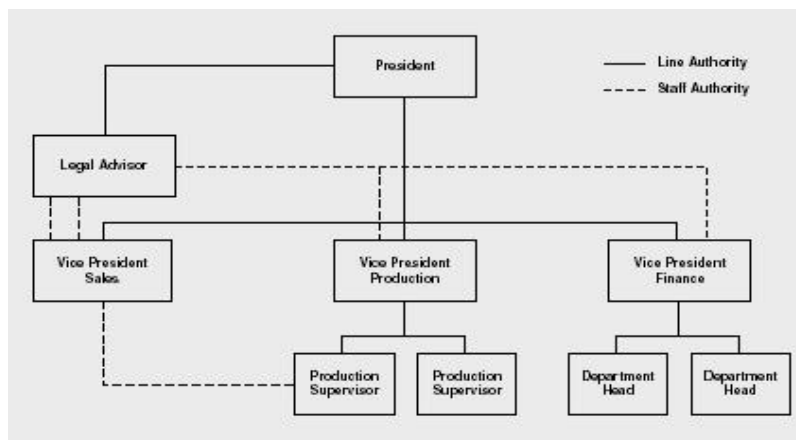 President
Line Authority
Staff Authority
Legal Advisor
Vice President
Sales
Vice President
Production
Vice President
Finance
Production
Supervisor
Production
Supervisor
Department
Head
Department
Head